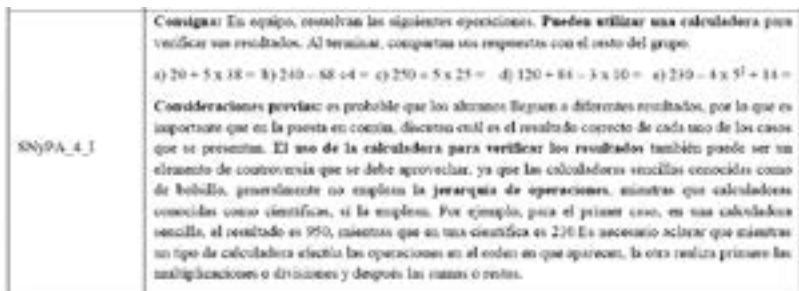 SNyPA_4_1
Consigna: En equipo, resuelvan las siguientes operaciones. Pueden utilizar una calculadora para
verificar sus resultados. Al terminar, compartan sus respuestas con el resto del grupo.
a) 20 + 5 x 38 = b) 240 – 68 ÷4 = c) 250 ÷ 5 x 25 = d) 120 + 84 – 3 x 10 = e) 230 – 4 x 5² + 14 =
Consideraciones previas: es probable que los alumnos lleguen a diferentes resultados, por lo que es
importante que en la puesta en común, discutan cuál es el resultado correcto de cada uno de los casos
que se presentan. El uso de la calculadora para verificar los resultados también puede ser un
elemento de controversia que se debe aprovechar, ya que las calculadoras sencillas conocidas como
de bolsillo, generalmente no emplean la jerarquía de operaciones, mientras que calculadoras
conocidas como científicas, sí la emplean. Por ejemplo, para el primer caso, en una calculadora
sencilla, el resultado es 950, mientras que en una científica es 210.Es necesario aclarar que mientras
un tipo de calculadora efectúa las operaciones en el orden en que aparecen, la otra realiza primero las
multiplicaciones o divisiones y después las sumas o restas.